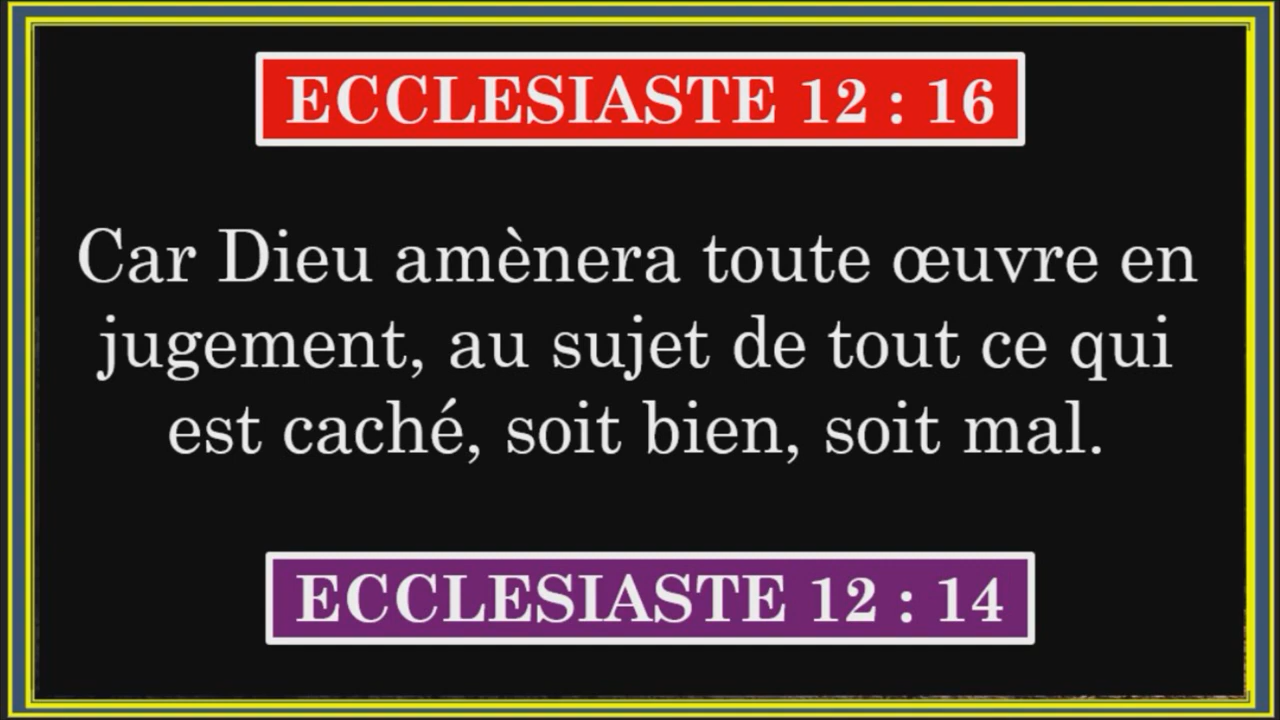 ECCLESIASTE 12 : 16
Car Dieu amènera toute œuvre en
jugement, au sujet de tout ce qui
est caché, soit bien, soit mal.
ECCLESIASTE 12 : 14